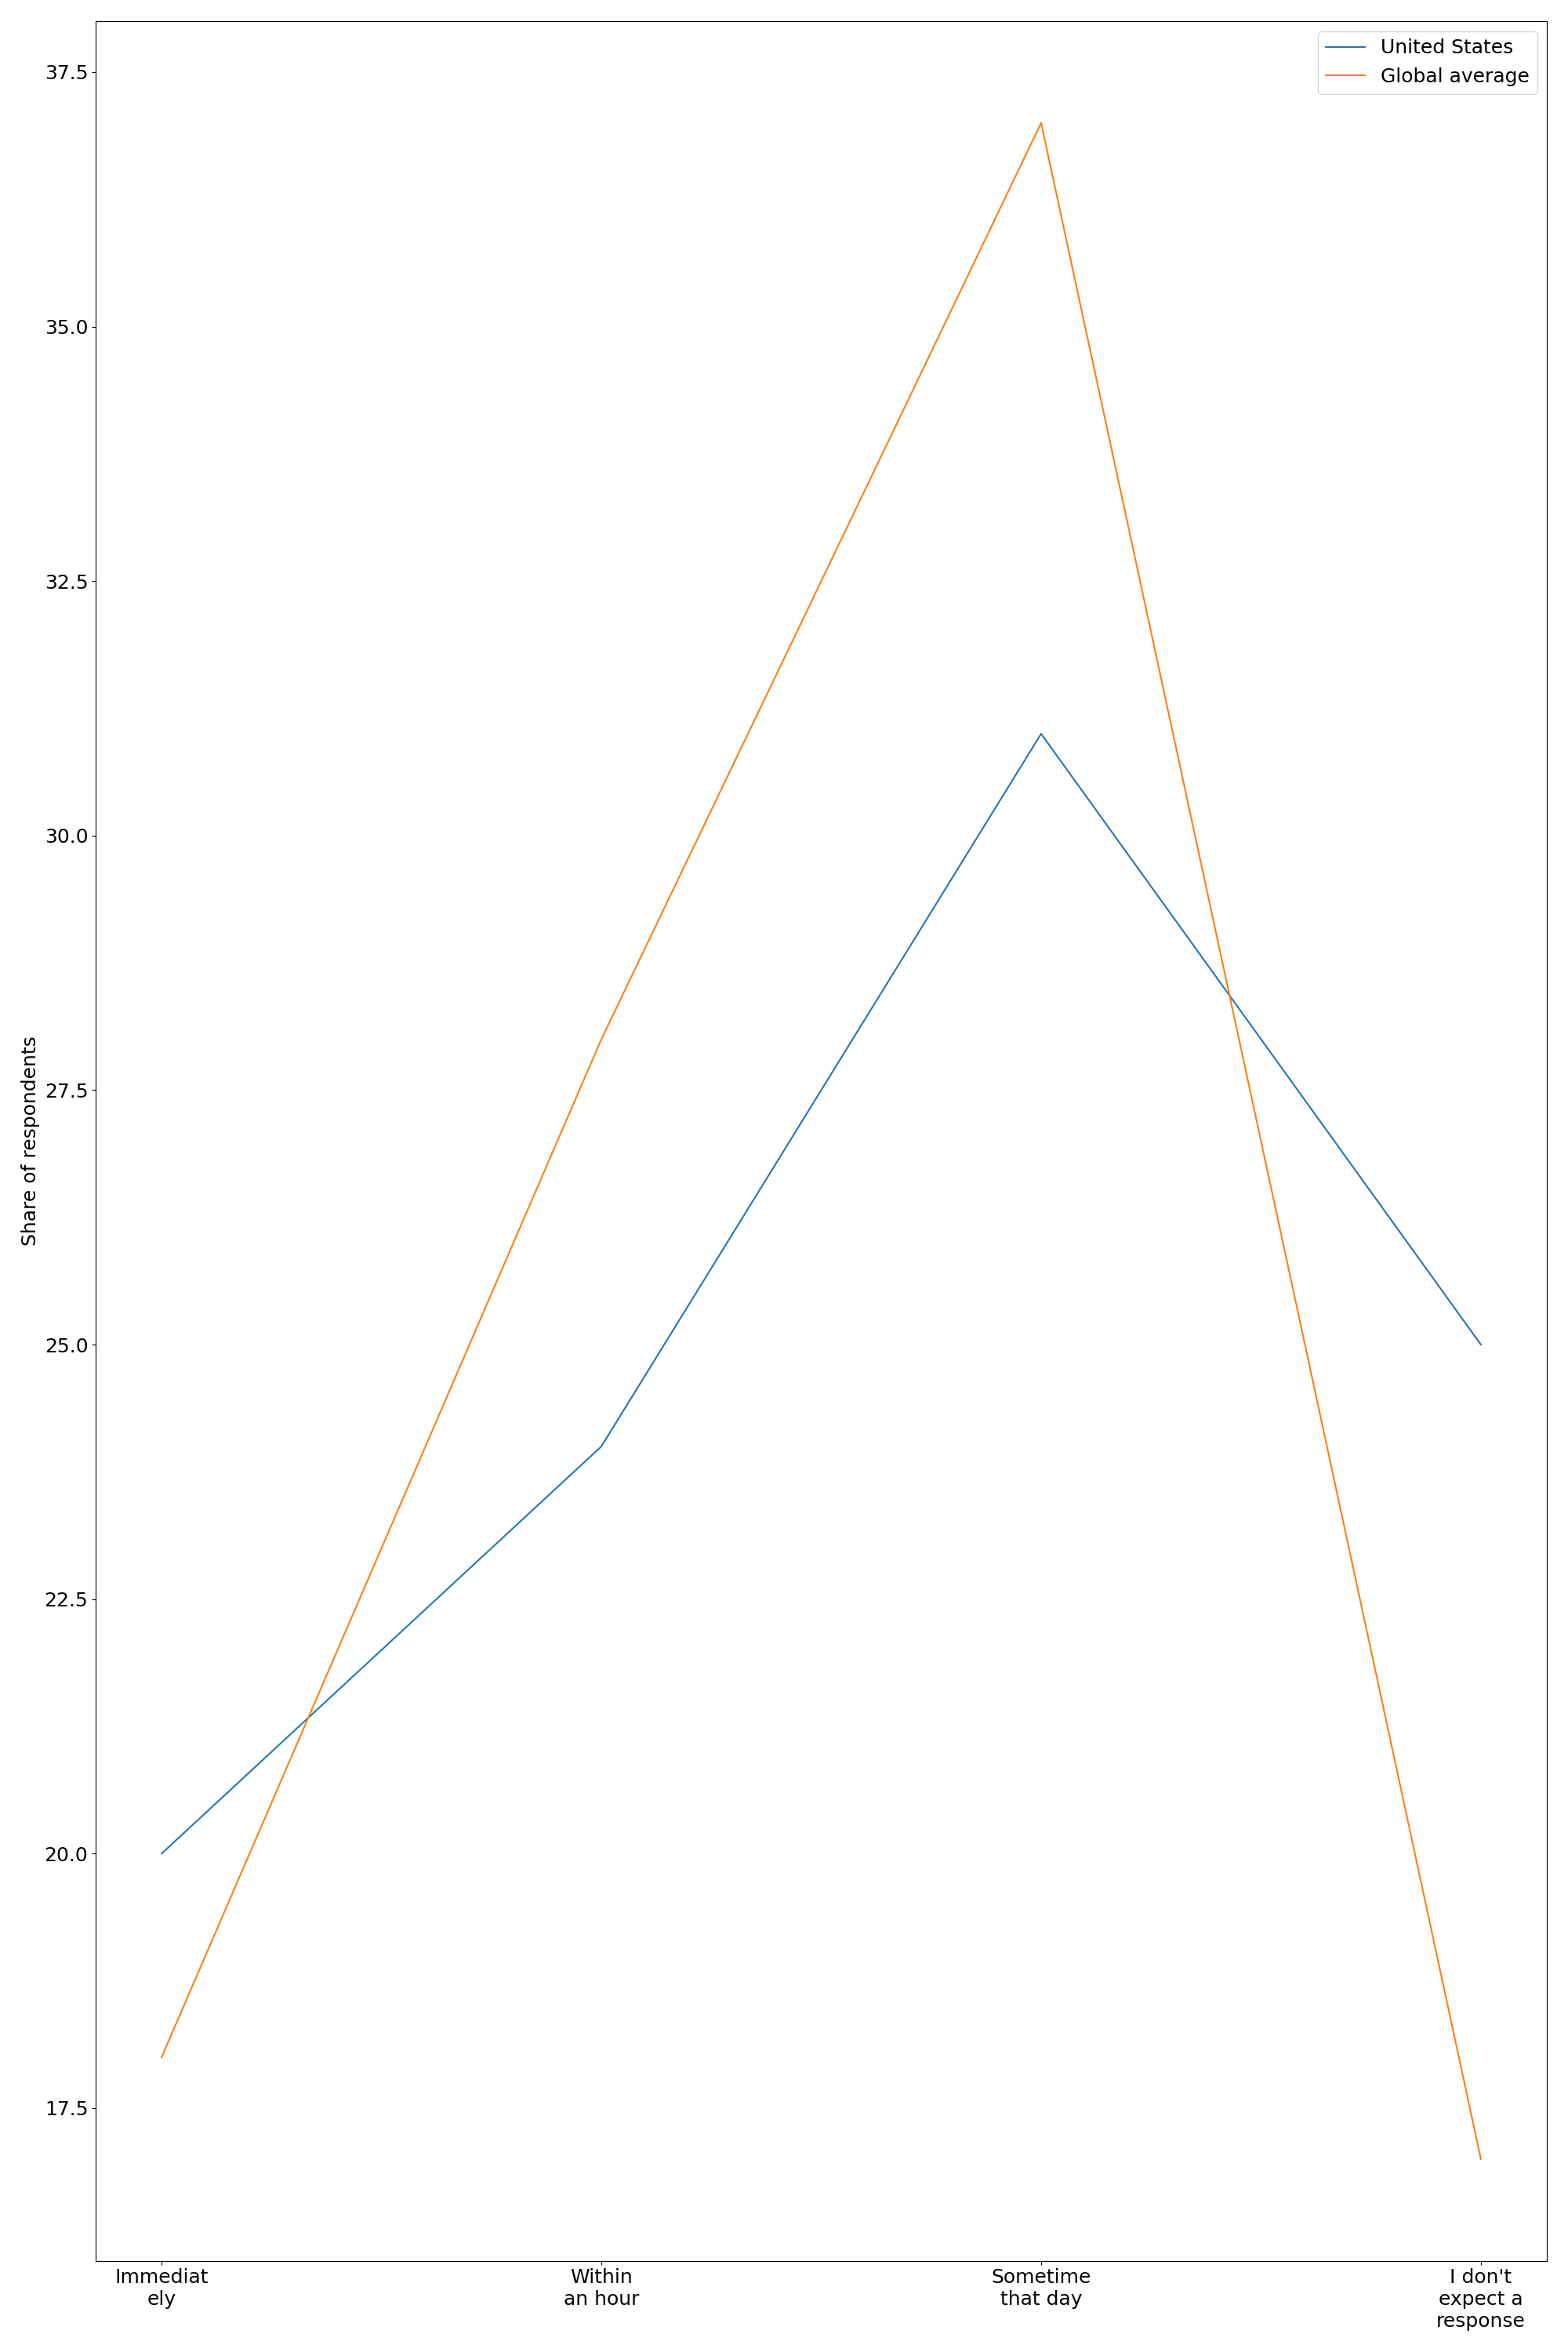 United States
Global average
37.5
35.0
32.5
30.0
27.5
25.0
22.5
20.0
17.5
Share of respondents
Immediat
ely
Within
an hour
Sometime
that day
I don't
expect a
response